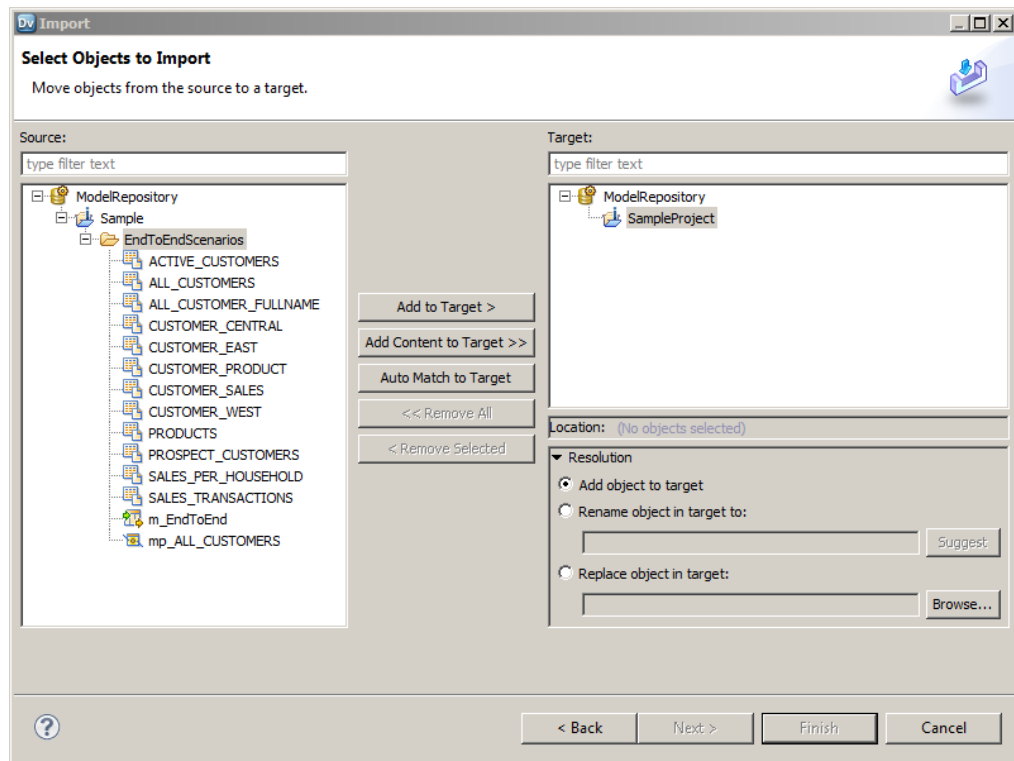 Dv Import
Select Objects to Import
Move objects from the source to a target.
Source:
type filter text
ModelRepository
Sample
EndToEndScenarios
ACTIVE_CUSTOMERS
ALL_CUSTOMERS
ALL_CUSTOMER_FULLNAME
CUSTOMER_CENTRAL
CUSTOMER_EAST
CUSTOMER_PRODUCT
CUSTOMER_SALES
CUSTOMER_WEST
PRODUCTS
PROSPECT_CUSTOMERS
SALES_PER_HOUSEHOLD
SALES_TRANSACTIONS
m_EndToEnd
mp_ALL_CUSTOMERS
Add to Target >
Add Content to Target >>
Auto Match to Target
<< Remove All
< Remove Selected
Target:
type filter text
ModelRepository
SampleProject
Location: (No objects selected)
Resolution
Add object to target
Rename object in target to:
Suggest
Replace object in target:
Browse...
?
< Back
Next >
Finish
Cancel